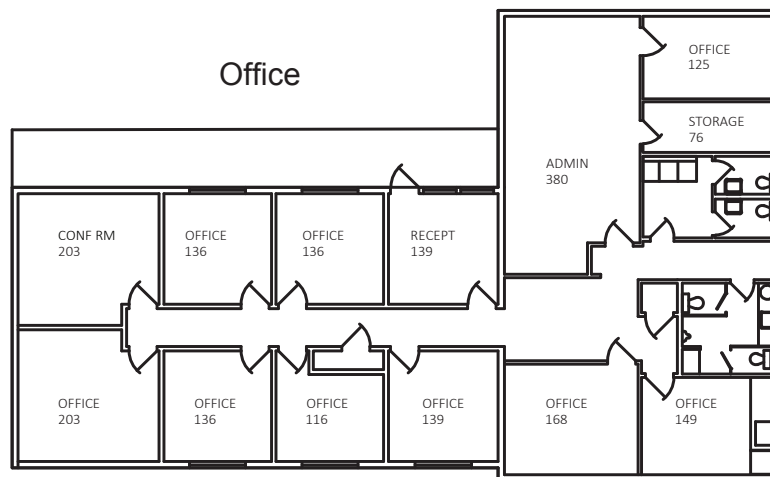 Office
OFFICE
125
STORAGE
76
ADMIN
380
CONF RM
203
OFFICE
136
OFFICE
136
RECEPT
139
OFFICE
203
OFFICE
136
OFFICE
116
OFFICE
139
OFFICE
168
OFFICE
149